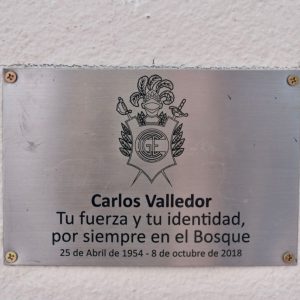 Carlos Valledor
Tu fuerza y tu identidad,
por siempre en el Bosque
25 de Abril de 1954 - 8 de octubre de 2018